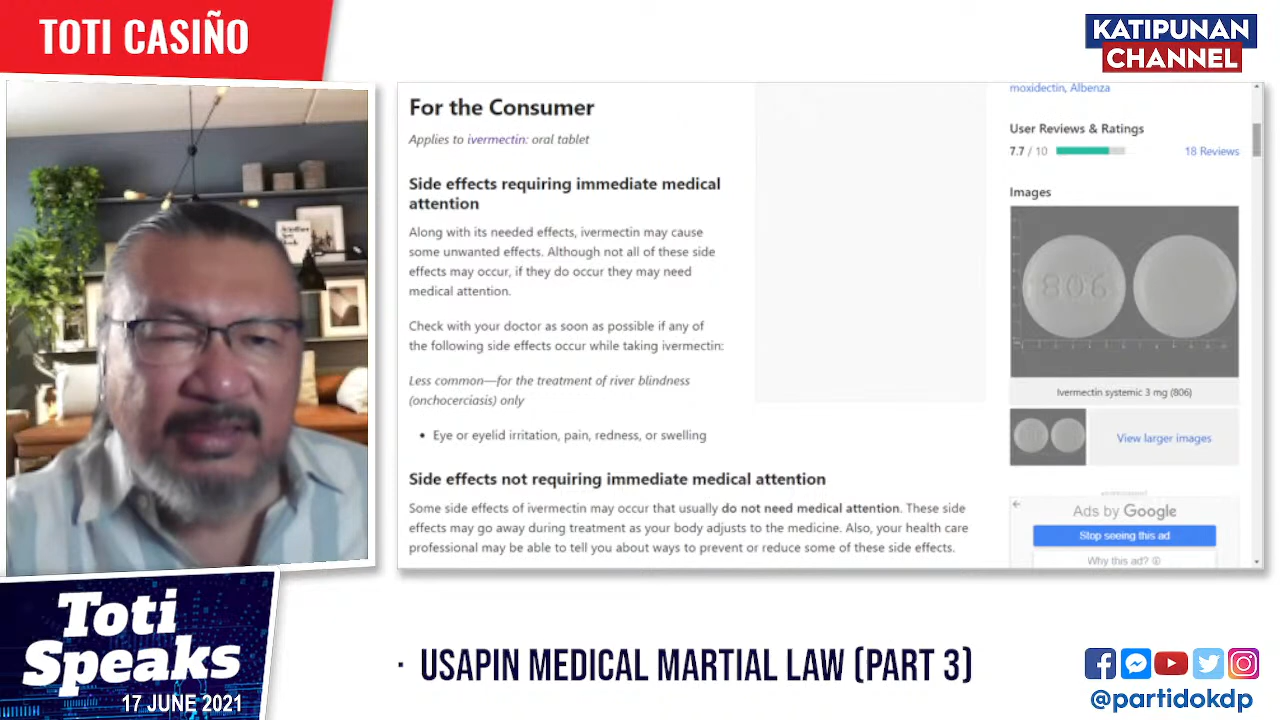 TOTI CASIÑO
KATIPUNAN
CHANNEL
For the Consumer
Applies to ivermectin: oral tablet
Side effects requiring immediate medical
attention
Along with its needed effects, ivermectin may cause
some unwanted effects. Although not all of these side
effects may occur, if they do occur they may need
medical attention.
Check with your doctor as soon as possible if any of
the following side effects occur while taking ivermectin:
Less common—for the treatment of river blindness
(onchocerciasis) only
• Eye or eyelid irritation, pain, redness, or swelling
Side effects not requiring immediate medical attention
Some side effects of ivermectin may occur that usually do not need medical attention. These side
effects may go away during treatment as your body adjusts to the medicine. Also, your health care
professional may be able to tell you about ways to prevent or reduce some of these side effects.
moxidectin, Albenza
User Reviews & Ratings
7.7 / 10
18 Reviews
Images
806
Ivermectin systemic 3 mg (806)
View larger images
Ads by Google
Stop seeing this ad
Why this ad?
Toti
Speaks
17 JUNE 2021
· USAPIN MEDICAL MARTIAL LAW (PART 3)
@partidokdp